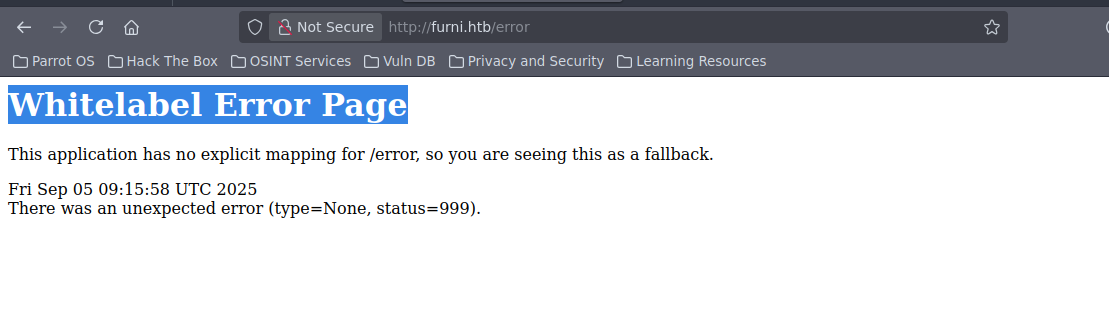 Not Secure http://furni.htb/error
Parrot OS Hack The Box OSINT Services Vuln DB Privacy and Security Learning Resources
Whitelabel Error Page
This application has no explicit mapping for /error, so you are seeing this as a fallback.
Fri Sep 05 09:15:58 UTC 2025
There was an unexpected error (type=None, status=999).